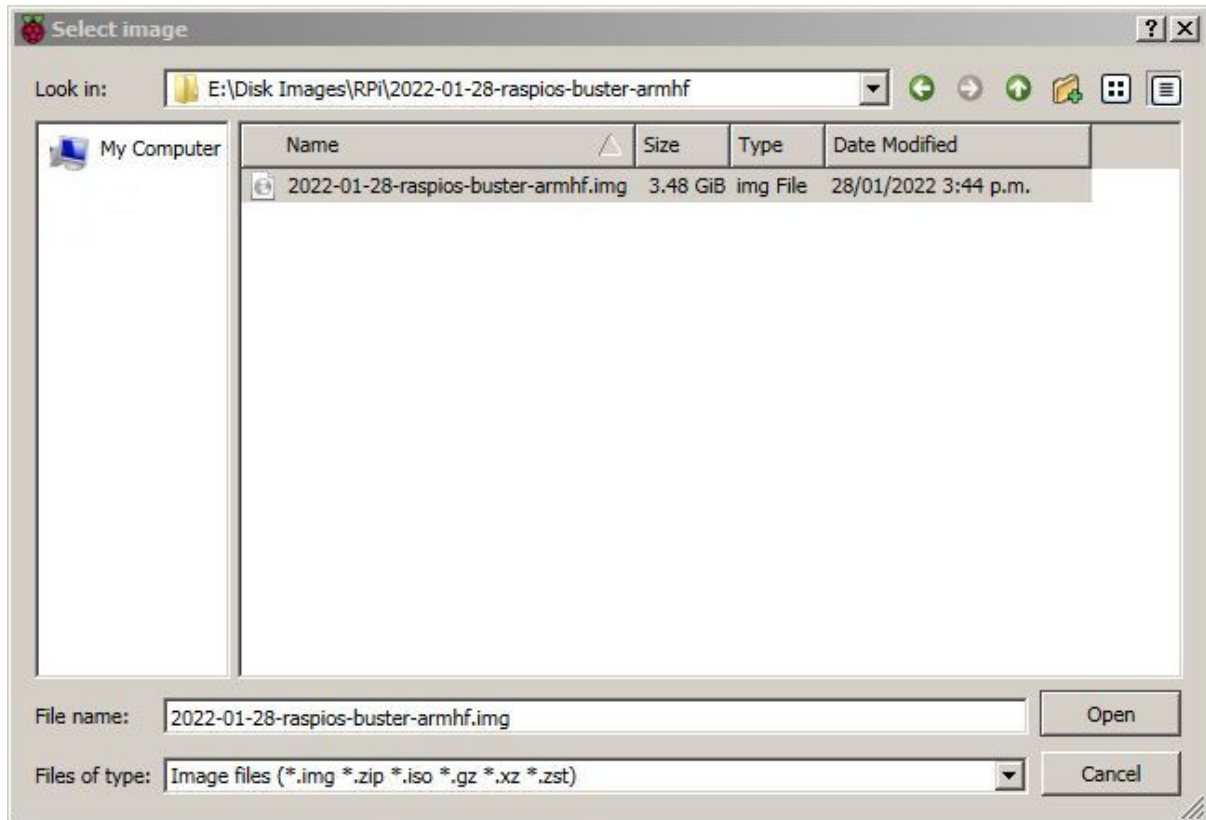 Select image
Look in: E:\Disk Images\RPi\2022-01-28-raspios-buster-armhf
My Computer
Name Size Type Date Modified
2022-01-28-raspios-buster-armhf.img 3.48 GiB img File 28/01/2022 3:44 p.m.
File name: 2022-01-28-raspios-buster-armhf.img Open
Files of type: Image files (*.img *.zip *.iso *.gz *.xz *.zst) Cancel